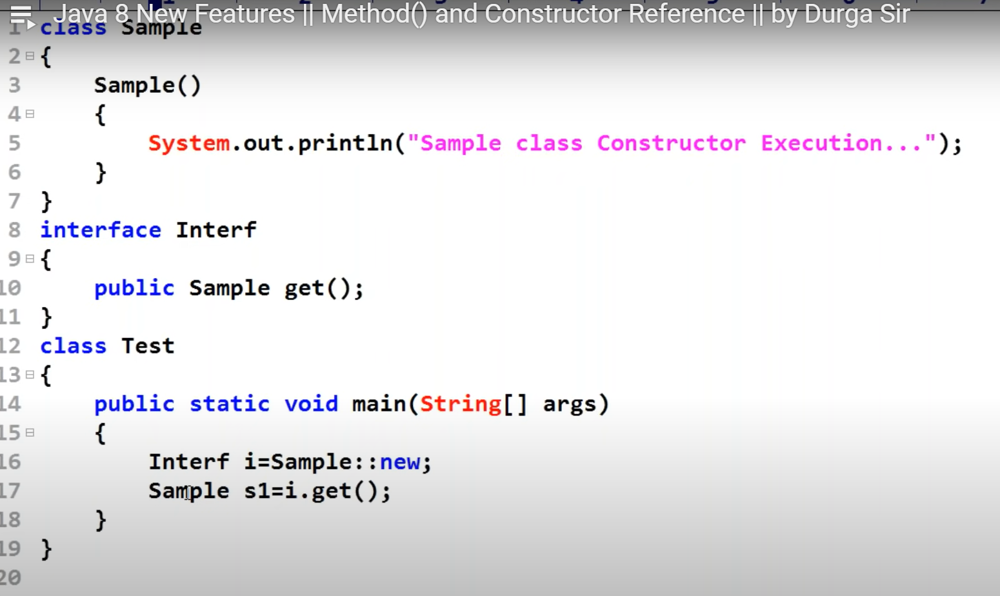 Java 8 New Features || Method() and Constructor Reference || by Durga Sir
1 class Sample
2 {
3 Sample()
4 {
5 System.out.println("Sample class Constructor Execution...");
6 }
7 }
8 interface Interf
9 {
10 public Sample get();
11 }
12 class Test
13 {
14 public static void main(String[] args)
15 {
16 Interf i=Sample::new;
17 Sample s1=i.get();
18 }
19 }
20